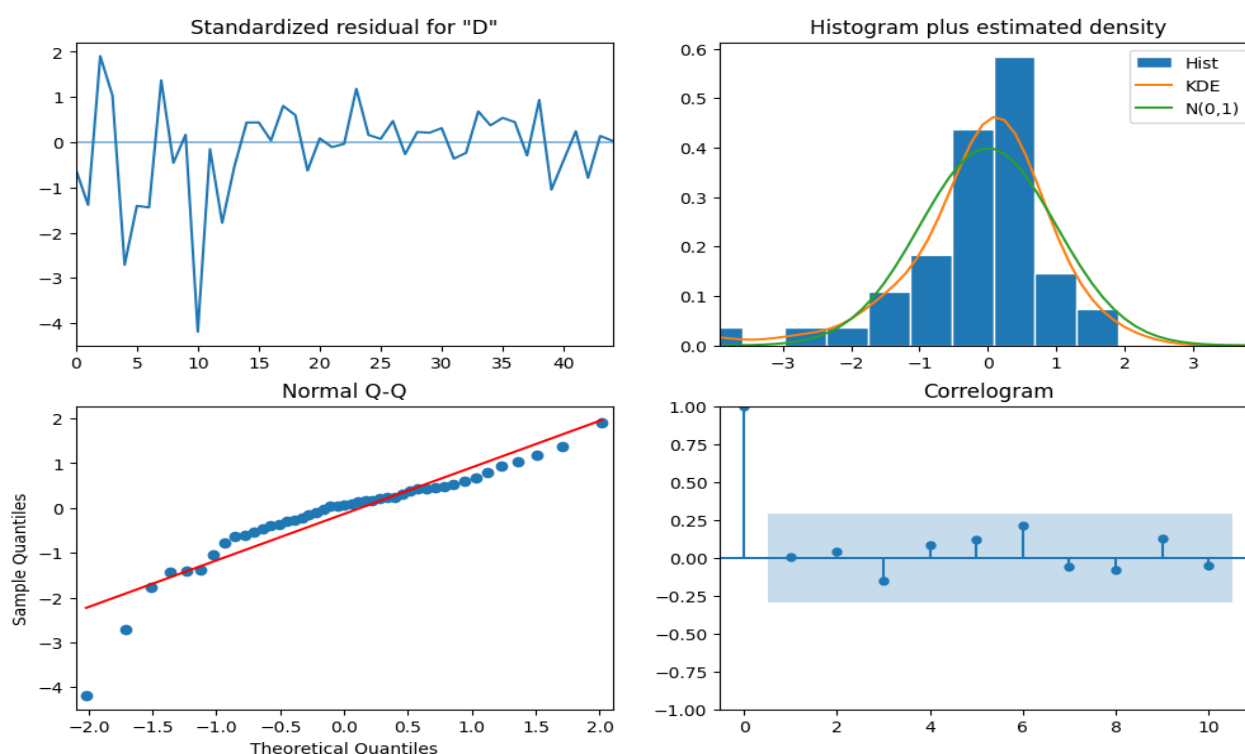 Standardized residual for "D"
2
1
0
−1
−2
−3
−4
0 5 10 15 20 25 30 35 40
Histogram plus estimated density
Hist
KDE
N(0,1)
0.6
0.5
0.4
0.3
0.2
0.1
0.0
−3 −2 −1 0 1 2 3
Normal Q-Q
Sample Quantiles
2
1
0
−1
−2
−3
−4
−2.0 −1.5 −1.0 −0.5 0.0 0.5 1.0 1.5 2.0
Theoretical Quantiles
Correlogram
1.00
0.75
0.50
0.25
0.00
−0.25
−0.50
−0.75
−1.00
0 2 4 6 8 10